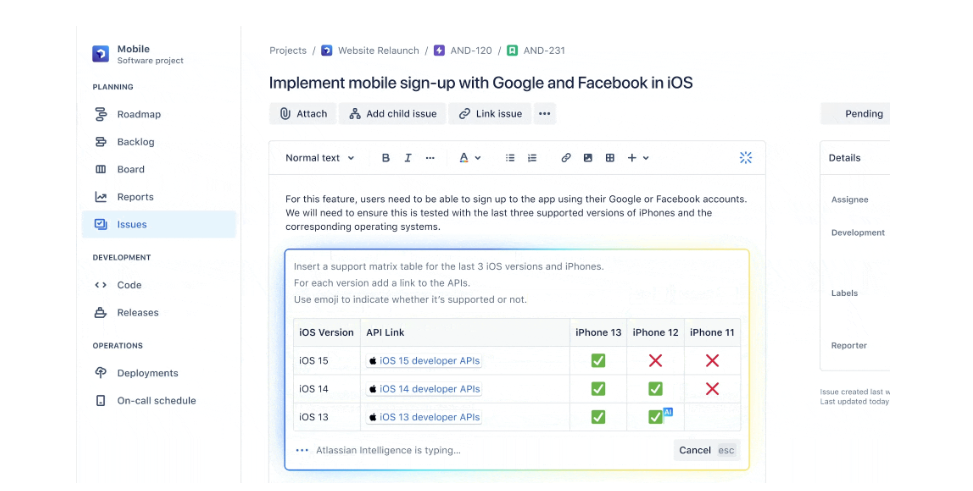 Mobile
Software project
PLANNING
Roadmap
Backlog
Board
Reports
Issues
DEVELOPMENT
Code
Releases
OPERATIONS
Deployments
On-call schedule
Projects / Website Relaunch / AND-120 / AND-231
Implement mobile sign-up with Google and Facebook in iOS
Attach Add child issue Link issue
Normal text B I A
For this feature, users need to be able to sign up to the app using their Google or Facebook accounts.
We will need to ensure this is tested with the last three supported versions of iPhones and the
corresponding operating systems.
Insert a support matrix table for the last 3 iOS versions and iPhones.
For each version add a link to the APIs.
Use emoji to indicate whether it's supported or not.
iOS Version API Link iPhone 13 iPhone 12 iPhone 11
iOS 15 iOS 15 developer APIs ✅ ❌ ❌
iOS 14 iOS 14 developer APIs ✅ ✅ ❌
iOS 13 iOS 13 developer APIs ✅ ✅ AI
Atlassian Intelligence is typing...
Cancel esc
Pending
Details
Assignee
Development
Labels
Reporter
Issue created last w
Last updated today